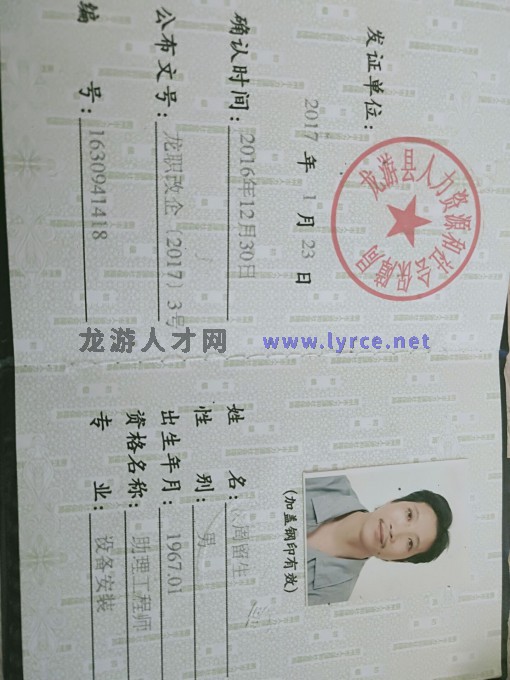 姓 名：周留生
性 别：男
出生年月：1967.01
资格名称：助理工程师
专 业：设备安装
(加盖钢印有效)
编 号：1630941418
公布文号：龙职改企（2017）3号
确认时间：2016年12月30日
发证单位：
2017 年 1 月 23 日
龙游县人力资源和社会保障局
龙游人才网 www.lyrce.net